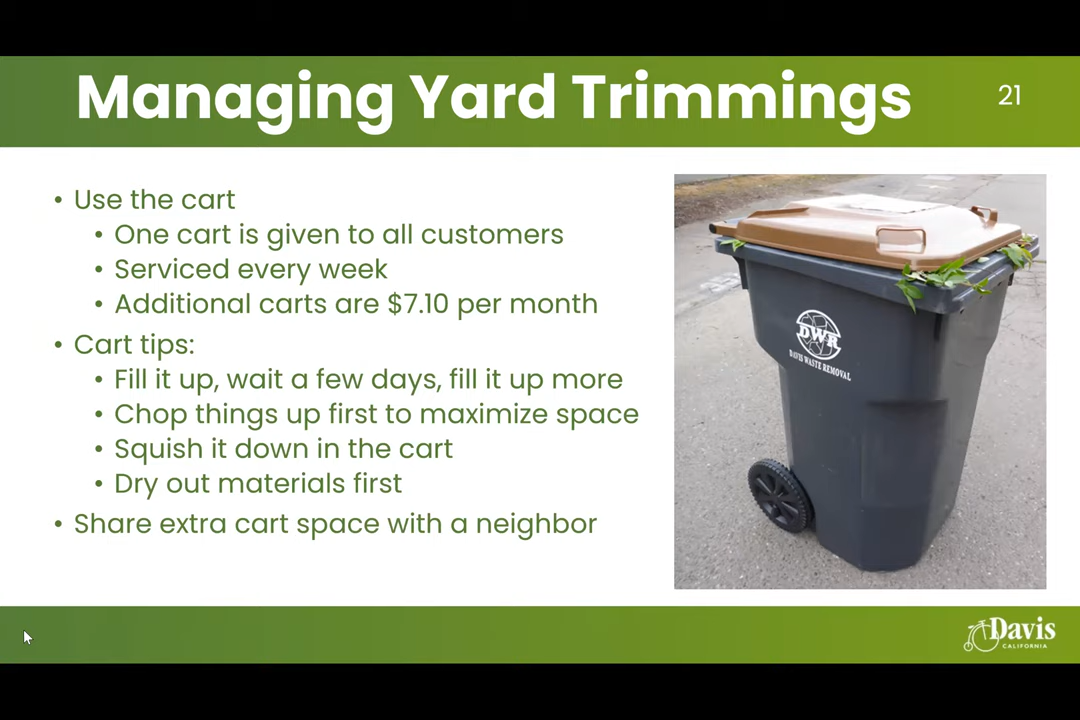 Managing Yard Trimmings
21
• Use the cart
• One cart is given to all customers
• Serviced every week
• Additional carts are $7.10 per month
• Cart tips:
• Fill it up, wait a few days, fill it up more
• Chop things up first to maximize space
• Squish it down in the cart
• Dry out materials first
• Share extra cart space with a neighbor
DWR
DAVIS WASTE REMOVAL
Davis
CALIFORNIA